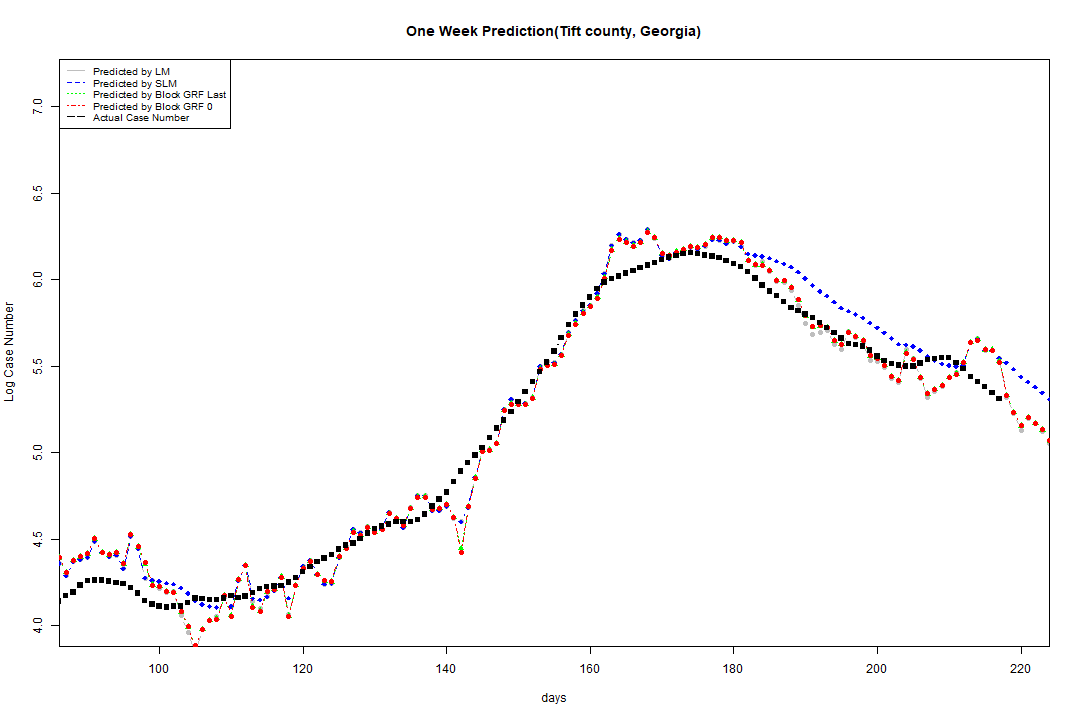 One Week Prediction(Tift county, Georgia)
Predicted by LM
Predicted by SLM
Predicted by Block GRF Last
Predicted by Block GRF 0
Actual Case Number
7.0
6.5
6.0
5.5
5.0
4.5
4.0
Log Case Number
100 120 140 160 180 200 220
days